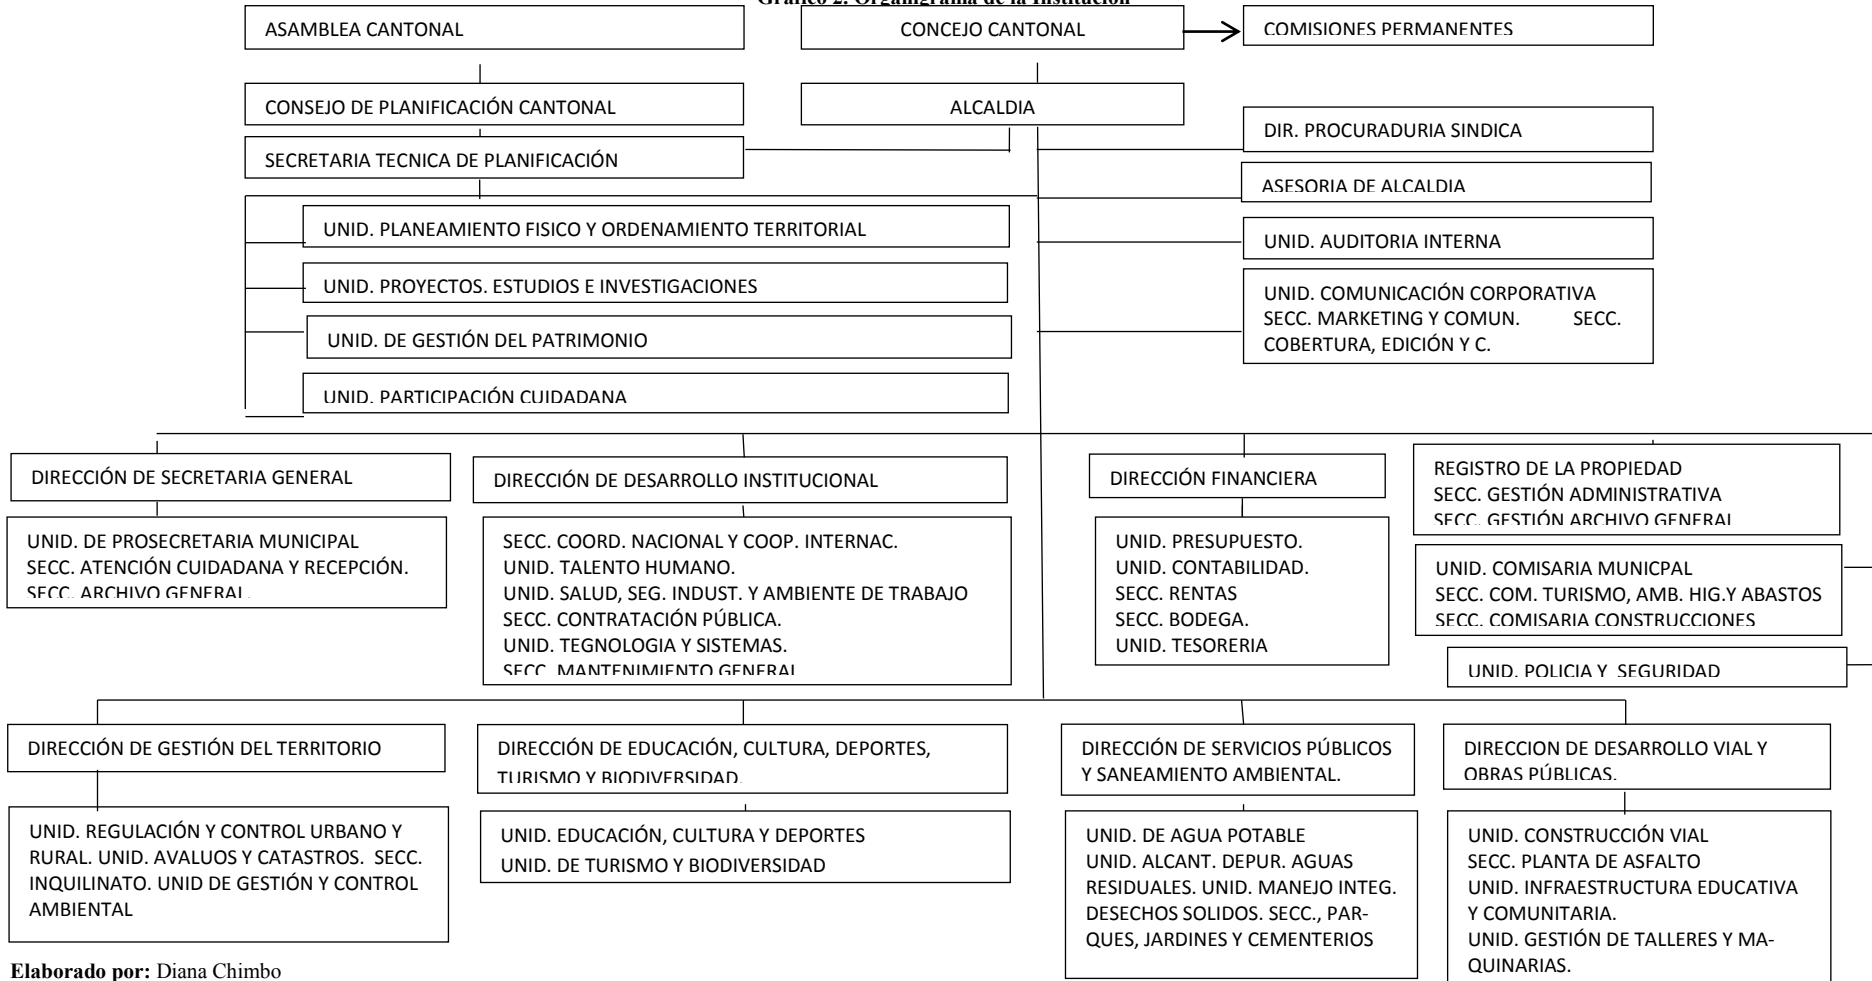 Gráfico 2: Organigrama de la Institución
ASAMBLEA CANTONAL
CONCEJO CANTONAL
COMISIONES PERMANENTES
CONSEJO DE PLANIFICACIÓN CANTONAL
ALCALDIA
DIR. PROCURADURIA SINDICA
SECRETARIA TECNICA DE PLANIFICACIÓN
ASESORIA DE ALCALDIA
UNID. PLANEAMIENTO FISICO Y ORDENAMIENTO TERRITORIAL
UNID. AUDITORIA INTERNA
UNID. PROYECTOS. ESTUDIOS E INVESTIGACIONES
UNID. COMUNICACIÓN CORPORATIVA
SECC. MARKETING Y COMUN. SECC.
COBERTURA, EDICIÓN Y C.
UNID. DE GESTIÓN DEL PATRIMONIO
UNID. PARTICIPACIÓN CUIDADANA
DIRECCIÓN DE SECRETARIA GENERAL
UNID. DE PROSECRETARIA MUNICIPAL
SECC. ATENCIÓN CUIDADANA Y RECEPCIÓN.
SECC. ARCHIVO GENERAL.
DIRECCIÓN DE DESARROLLO INSTITUCIONAL
SECC. COORD. NACIONAL Y COOP. INTERNAC.
UNID. TALENTO HUMANO.
UNID. SALUD, SEG. INDUST. Y AMBIENTE DE TRABAJO
SECC. CONTRATACIÓN PÚBLICA.
UNID. TEGNOLOGIA Y SISTEMAS.
SECC. MANTENIMIENTO GENERAL
DIRECCIÓN FINANCIERA
UNID. PRESUPUESTO.
UNID. CONTABILIDAD.
SECC. RENTAS
SECC. BODEGA.
UNID. TESORERIA
REGISTRO DE LA PROPIEDAD
SECC. GESTIÓN ADMINISTRATIVA
SECC. GESTIÓN ARCHIVO GENERAL
UNID. COMISARIA MUNICPAL
SECC. COM. TURISMO, AMB. HIG.Y ABASTOS
SECC. COMISARIA CONSTRUCCIONES
UNID. POLICIA Y SEGURIDAD
DIRECCIÓN DE GESTIÓN DEL TERRITORIO
UNID. REGULACIÓN Y CONTROL URBANO Y
RURAL. UNID. AVALUOS Y CATASTROS. SECC.
INQUILINATO. UNID DE GESTIÓN Y CONTROL
AMBIENTAL
DIRECCIÓN DE EDUCACIÓN, CULTURA, DEPORTES,
TURISMO Y BIODIVERSIDAD.
UNID. EDUCACIÓN, CULTURA Y DEPORTES
UNID. DE TURISMO Y BIODIVERSIDAD
DIRECCIÓN DE SERVICIOS PÚBLICOS
Y SANEAMIENTO AMBIENTAL.
UNID. DE AGUA POTABLE
UNID. ALCANT. DEPUR. AGUAS
RESIDUALES. UNID. MANEJO INTEG.
DESECHOS SOLIDOS. SECC., PAR-
QUES, JARDINES Y CEMENTERIOS
DIRECCION DE DESARROLLO VIAL Y
OBRAS PÚBLICAS.
UNID. CONSTRUCCIÓN VIAL
SECC. PLANTA DE ASFALTO
UNID. INFRAESTRUCTURA EDUCATIVA
Y COMUNITARIA.
UNID. GESTIÓN DE TALLERES Y MA-
QUINARIAS.
Elaborado por: Diana Chimbo